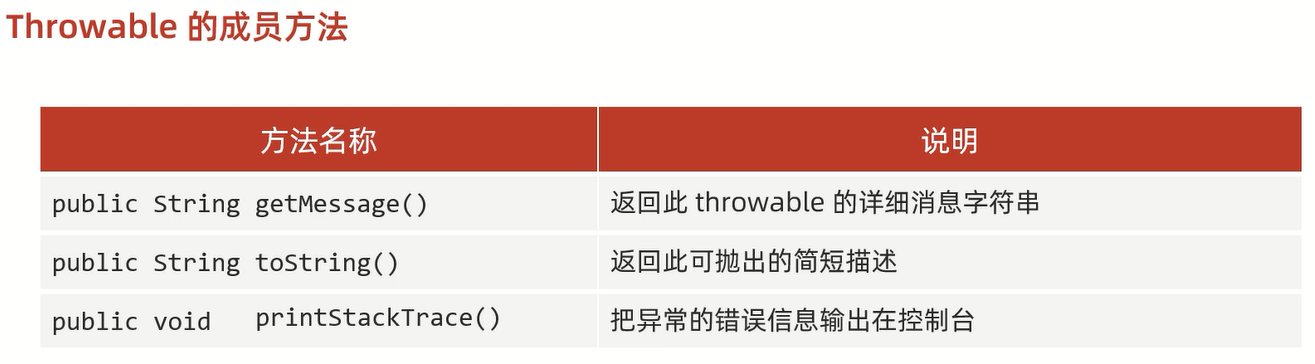 Throwable 的成员方法
方法名称 说明
public String getMessage() 返回此 throwable 的详细消息字符串
public String toString() 返回此可抛出的简短描述
public void printStackTrace() 把异常的错误信息输出在控制台